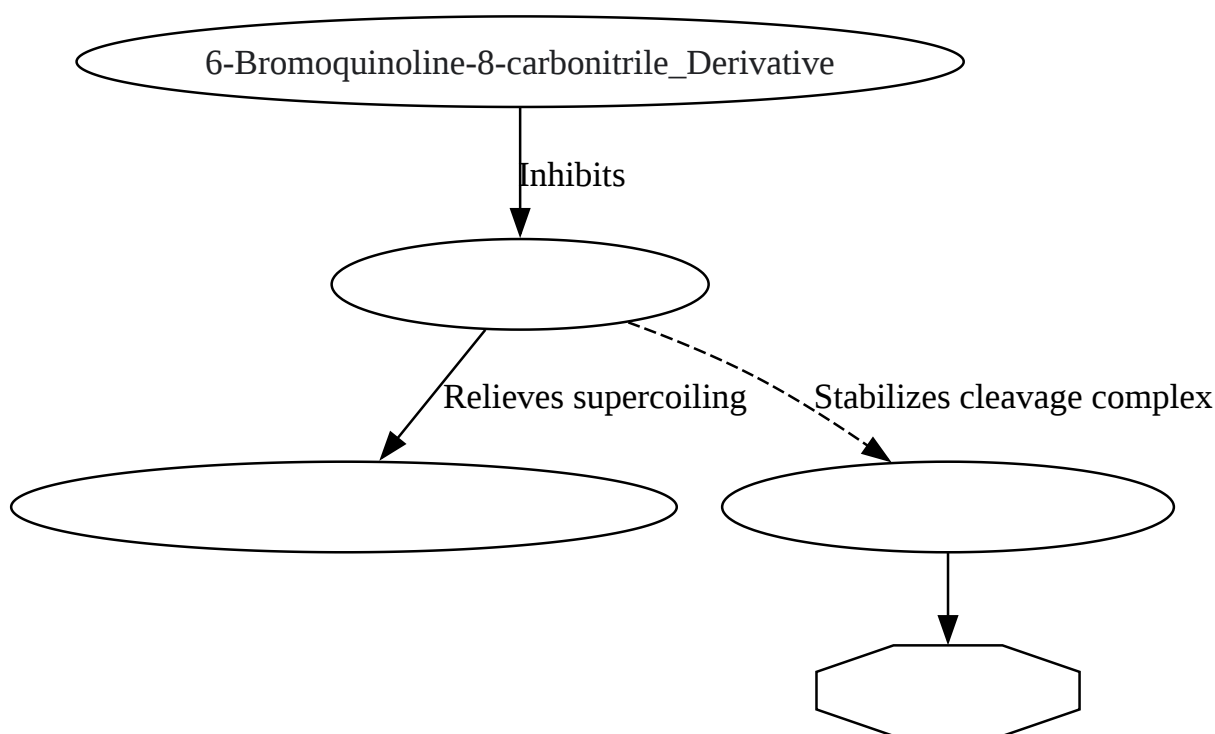 6-Bromoquinoline-8-carbonitrile_Derivative
Inhibits
Relieves supercoiling
Stabilizes cleavage complex